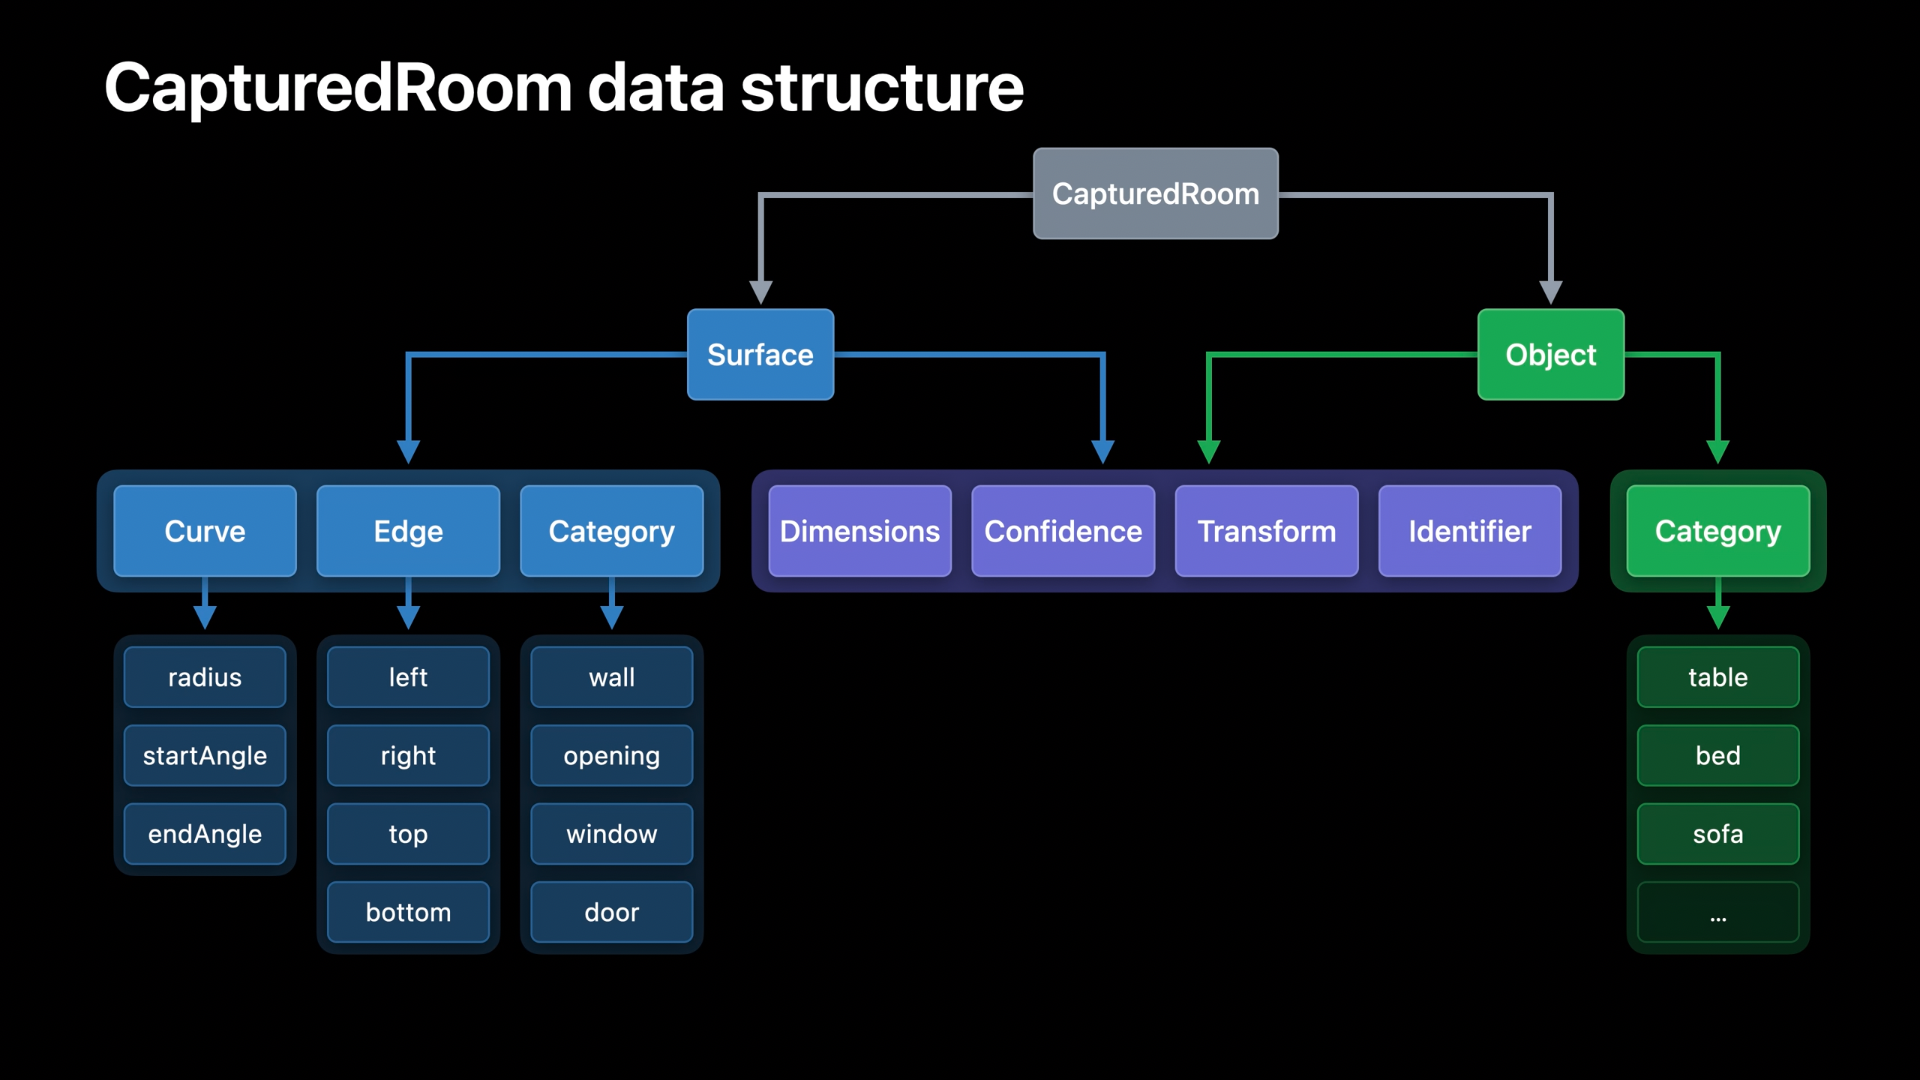 CapturedRoom data structure
CapturedRoom
Surface
Object
Curve
Edge
Category
Dimensions
Confidence
Transform
Identifier
Category
radius
startAngle
endAngle
left
right
top
bottom
wall
opening
window
door
table
bed
sofa
...